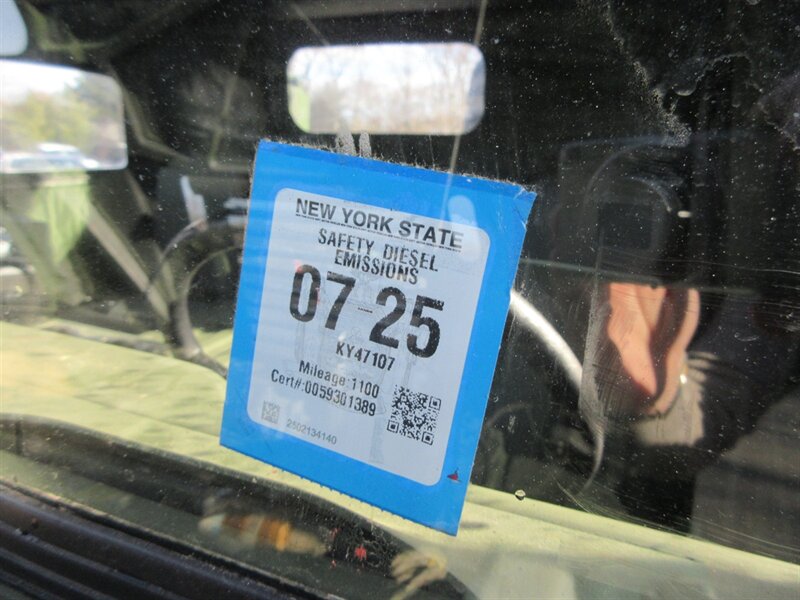 NEW YORK STATE
SAFETY DIESEL
EMISSIONS
07-25
KY47107
Mileage:1100
Cert#:0059301389
2502134140